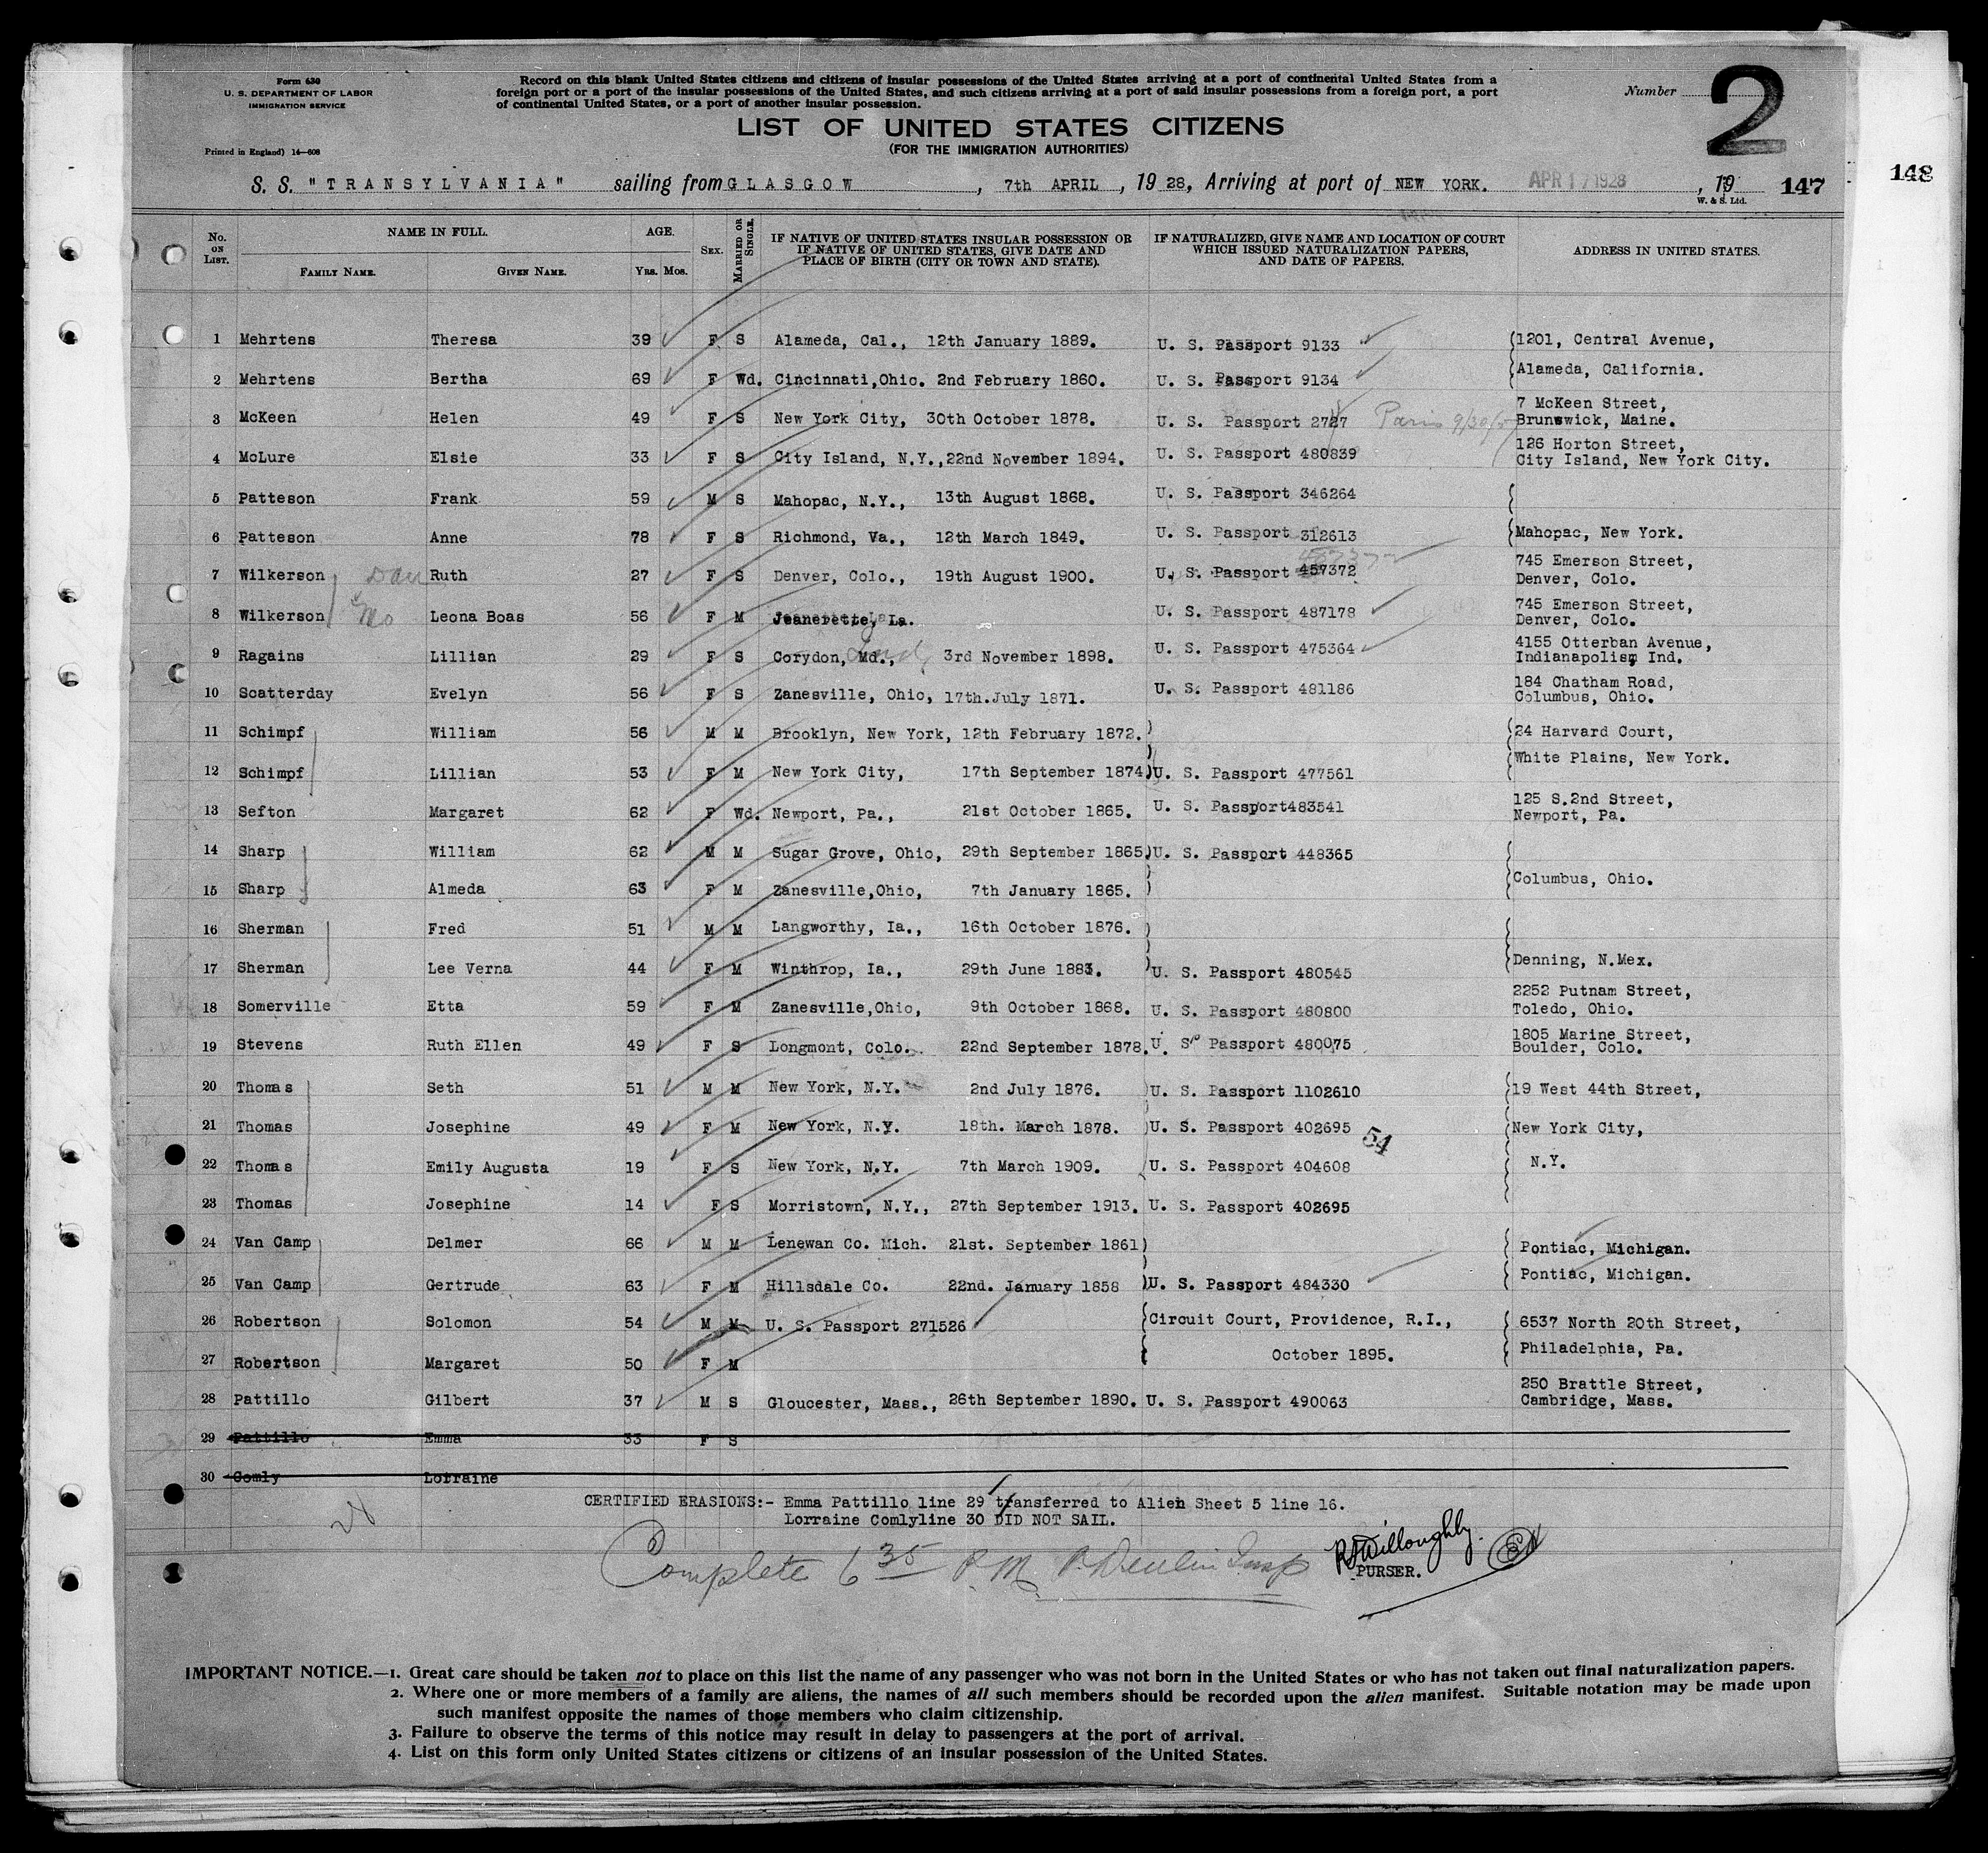 Form 630
U. S. DEPARTMENT OF LABOR
IMMIGRATION SERVICE
Printed in England) 14—608
Record on this blank United States citizens and citizens of insular possessions of the United States arriving at a port of continental United States from a
foreign port or a port of the insular possessions of the United States, and such citizens arriving at a port of said insular possessions from a foreign port, a port
of continental United States, or a port of another insular possession.
LIST OF UNITED STATES CITIZENS
(FOR THE IMMIGRATION AUTHORITIES)
Number 2
S. S. "TRANSYLVANIA" sailing from GLASGOW, 7th APRIL, 1928, Arriving at port of NEW YORK. APR 17 1928, 19 147 148
W. & S. Ltd.
No. ON LIST. NAME IN FULL. FAMILY NAME. GIVEN NAME. AGE. YRS. MOS. SEX. MARRIED OR SINGLE. IF NATIVE OF UNITED STATES INSULAR POSSESSION OR IF NATIVE OF UNITED STATES, GIVE DATE AND PLACE OF BIRTH (CITY OR TOWN AND STATE). IF NATURALIZED, GIVE NAME AND LOCATION OF COURT WHICH ISSUED NATURALIZATION PAPERS, AND DATE OF PAPERS. ADDRESS IN UNITED STATES.
1 Mehrtens Theresa 39 F S Alameda, Cal., 12th January 1889. U. S. Passport 9133 1201, Central Avenue,
2 Mehrtens Bertha 69 F Wd. Cincinnati,Ohio. 2nd February 1860. U. S. Passport 9134 Alameda, California.
3 McKeen Helen 49 F S New York City, 30th October 1878. U. S. Passport 2727 Paris 7 McKeen Street, Brunswick, Maine.
4 McLure Elsie 33 F S City Island, N.Y.,22nd November 1894. U. S. Passport 480839 126 Horton Street, City Island, New York City.
5 Patteson Frank 59 M S Mahopac, N.Y., 13th August 1868. U. S. Passport 346264
6 Patteson Anne 78 F S Richmond, Va., 12th March 1849. U. S. Passport 312613 Mahopac, New York.
7 Wilkerson Dau Ruth 27 F S Denver, Colo., 19th August 1900. U. S. Passport 457372 745 Emerson Street, Denver, Colo.
8 Wilkerson Mo Leona Boas 56 F M Jeanerette, La. U. S. Passport 487178 745 Emerson Street, Denver, Colo.
9 Ragains Lillian 29 F S Corydon, Md., 3rd November 1898. U. S. Passport 475364 4155 Otterban Avenue, Indianapolis, Ind.
10 Scatterday Evelyn 56 F S Zanesville, Ohio, 17th.July 1871. U. S. Passport 481186 184 Chatham Road, Columbus, Ohio.
11 Schimpf William 56 M M Brooklyn, New York, 12th February 1872. 24 Harvard Court,
12 Schimpf Lillian 53 F M New York City, 17th September 1874 U. S. Passport 477561 White Plains, New York.
13 Sefton Margaret 62 F Wd. Newport, Pa., 21st October 1865. U. S. Passport483541 125 S.2nd Street, Newport, Pa.
14 Sharp William 62 M M Sugar Grove, Ohio, 29th September 1865 U. S. Passport 448365
15 Sharp Almeda 63 F M Zanesville,Ohio, 7th January 1865. Columbus, Ohio.
16 Sherman Fred 51 M M Langworthy, Ia., 16th October 1876.
17 Sherman Lee Verna 44 F M Winthrop, Ia., 29th June 1883. U. S. Passport 480545 Denning, N.Mex.
18 Somerville Etta 59 F M Zanesville,Ohio, 9th October 1868. U. S. Passport 480800 2252 Putnam Street, Toledo, Ohio.
19 Stevens Ruth Ellen 49 F S Longmont, Colo. 22nd September 1878. U. S. Passport 480075 1805 Marine Street, Boulder, Colo.
20 Thomas Seth 51 M M New York, N.Y. 2nd July 1876. U. S. Passport 1102610 19 West 44th Street,
21 Thomas Josephine 49 F M New York, N.Y. 18th. March 1878. U. S. Passport 402695 54 New York City,
22 Thomas Emily Augusta 19 F S New York, N.Y. 7th March 1909. U. S. Passport 404608 N.Y.
23 Thomas Josephine 14 F S Morristown, N.Y., 27th September 1913. U. S. Passport 402695
24 Van Camp Delmer 66 M M Lenewan Co. Mich. 21st. September 1861 Pontiac, Michigan.
25 Van Camp Gertrude 63 F M Hillsdale Co. 22nd. January 1858 U. S. Passport 484330 Pontiac, Michigan.
26 Robertson Solomon 54 M M U. S. Passport 271526 Circuit Court, Providence, R.I., 6537 North 20th Street,
27 Robertson Margaret 50 F M October 1895. Philadelphia, Pa.
28 Pattillo Gilbert 37 M S Gloucester, Mass., 26th September 1890. U. S. Passport 490063 250 Brattle Street, Cambridge, Mass.
29 Pattillo Emma 33 F S
30 Comly Lorraine
CERTIFIED ERASIONS:- Emma Pattillo line 29 transferred to Alien Sheet 5 line 16.
Lorraine Comlyline 30 DID NOT SAIL.
Complete 6 35 P.M. Devlin Insp
Willoughby.
PURSER.
IMPORTANT NOTICE.—1. Great care should be taken not to place on this list the name of any passenger who was not born in the United States or who has not taken out final naturalization papers.
2. Where one or more members of a family are aliens, the names of all such members should be recorded upon the alien manifest. Suitable notation may be made upon
such manifest opposite the names of those members who claim citizenship.
3. Failure to observe the terms of this notice may result in delay to passengers at the port of arrival.
4. List on this form only United States citizens or citizens of an insular possession of the United States.